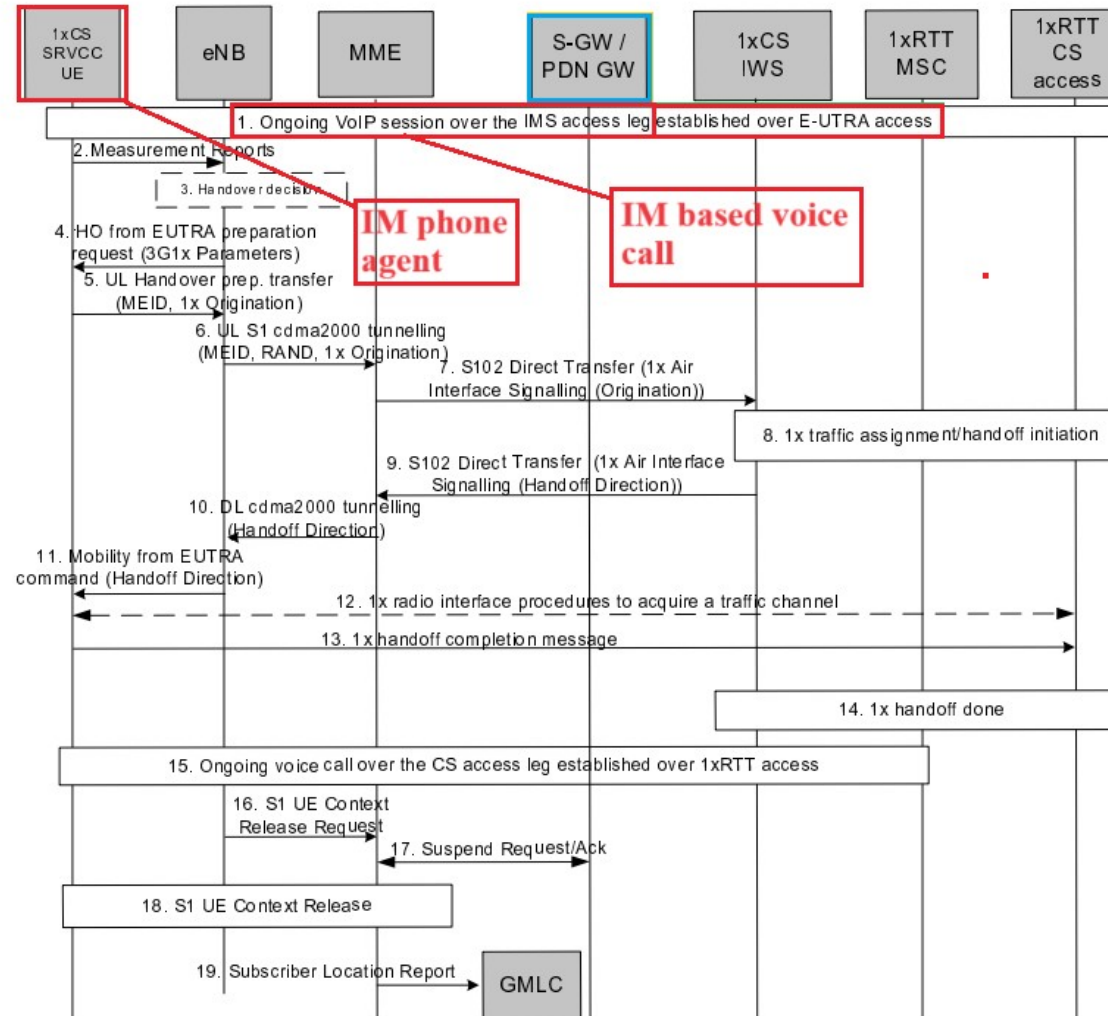 1xCS
SRVCC
UE
eNB
MME
S-GW /
PDN GW
1xCS
IWS
1xRTT
MSC
1xRTT
CS
access
1. Ongoing VoIP session over the IMS access leg established over E-UTRA access
2.Measurement Reports
3. Handover decision
IM phone
agent
IM based voice
call
4. HO from EUTRA preparation
request (3G1x Parameters)
5. UL Handover prep. transfer
(MEID, 1x Origination)
6. UL S1 cdma2000 tunnelling
(MEID, RAND, 1x Origination)
7. S102 Direct Transfer (1x Air
Interface Signalling (Origination))
8. 1x traffic assignment/handoff initiation
9. S102 Direct Transfer (1x Air Interface
Signalling (Handoff Direction))
10. DL cdma2000 tunnelling
(Handoff Direction)
11. Mobility from EUTRA
command (Handoff Direction)
12. 1x radio interface procedures to acquire a traffic channel
13. 1x handoff completion message
14. 1x handoff done
15. Ongoing voice call over the CS access leg established over 1xRTT access
16. S1 UE Context
Release Request
17. Suspend Request/Ack
18. S1 UE Context Release
19. Subscriber Location Report
GMLC